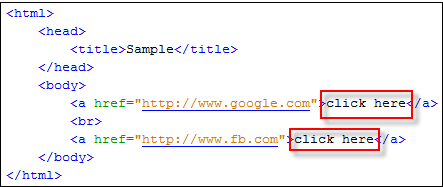 <html>
<head>
<title>Sample</title>
</head>
<body>
<a href="http://www.google.com">click here</a>
<br>
<a href="http://www.fb.com">click here</a>
</body>
</html>